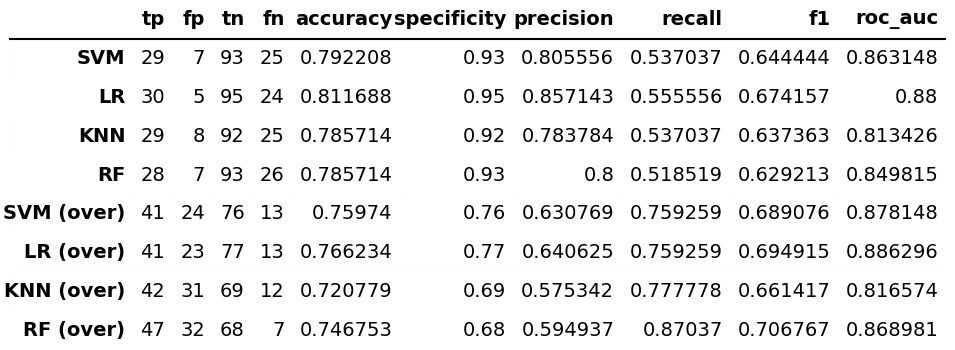 tp fp tn fn accuracy specificity precision recall f1 roc_auc
SVM 29 7 93 25 0.792208 0.93 0.805556 0.537037 0.644444 0.863148
LR 30 5 95 24 0.811688 0.95 0.857143 0.555556 0.674157 0.88
KNN 29 8 92 25 0.785714 0.92 0.783784 0.537037 0.637363 0.813426
RF 28 7 93 26 0.785714 0.93 0.8 0.518519 0.629213 0.849815
SVM (over) 41 24 76 13 0.75974 0.76 0.630769 0.759259 0.689076 0.878148
LR (over) 41 23 77 13 0.766234 0.77 0.640625 0.759259 0.694915 0.886296
KNN (over) 42 31 69 12 0.720779 0.69 0.575342 0.777778 0.661417 0.816574
RF (over) 47 32 68 7 0.746753 0.68 0.594937 0.87037 0.706767 0.868981